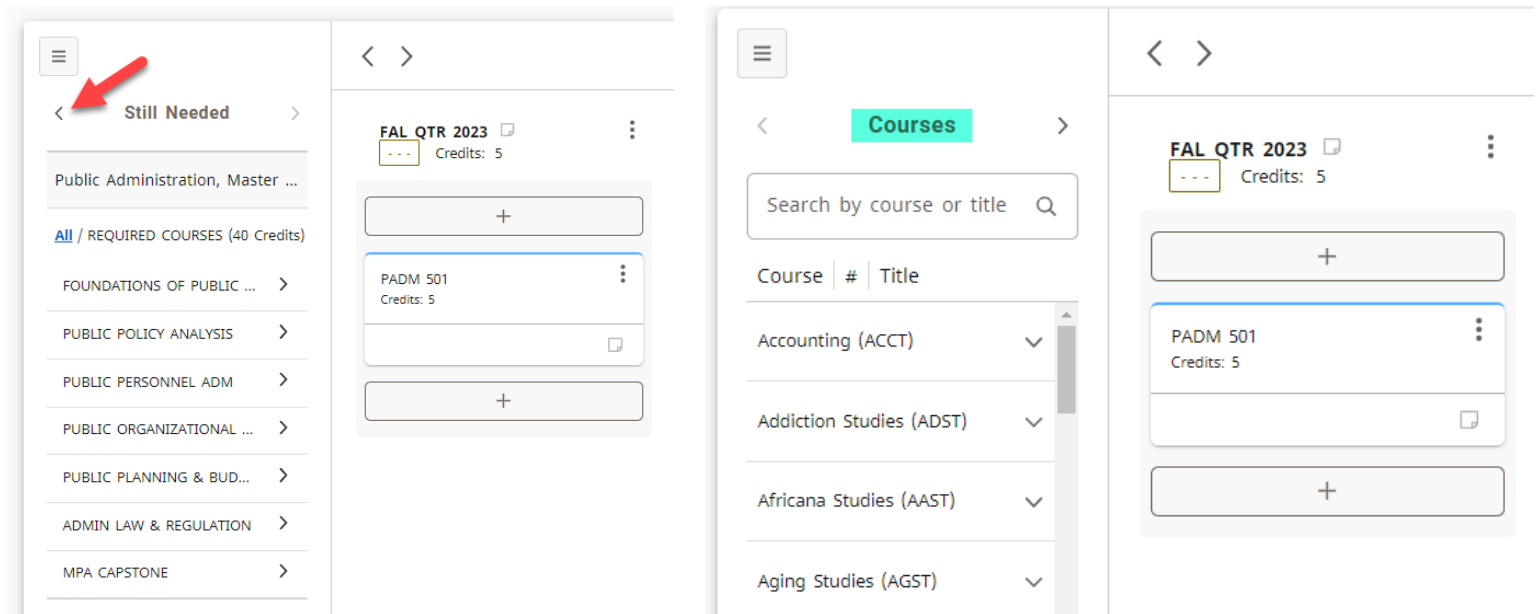 Still Needed
Public Administration, Master ...
All / REQUIRED COURSES (40 Credits)
FOUNDATIONS OF PUBLIC ...
PUBLIC POLICY ANALYSIS
PUBLIC PERSONNEL ADM
PUBLIC ORGANIZATIONAL ...
PUBLIC PLANNING & BUD...
ADMIN LAW & REGULATION
MPA CAPSTONE
FAL QTR 2023
- - - Credits: 5
+
PADM 501
Credits: 5
+
Courses
Search by course or title
Course # Title
Accounting (ACCT)
Addiction Studies (ADST)
Africana Studies (AAST)
Aging Studies (AGST)
FAL QTR 2023
- - - Credits: 5
+
PADM 501
Credits: 5
+